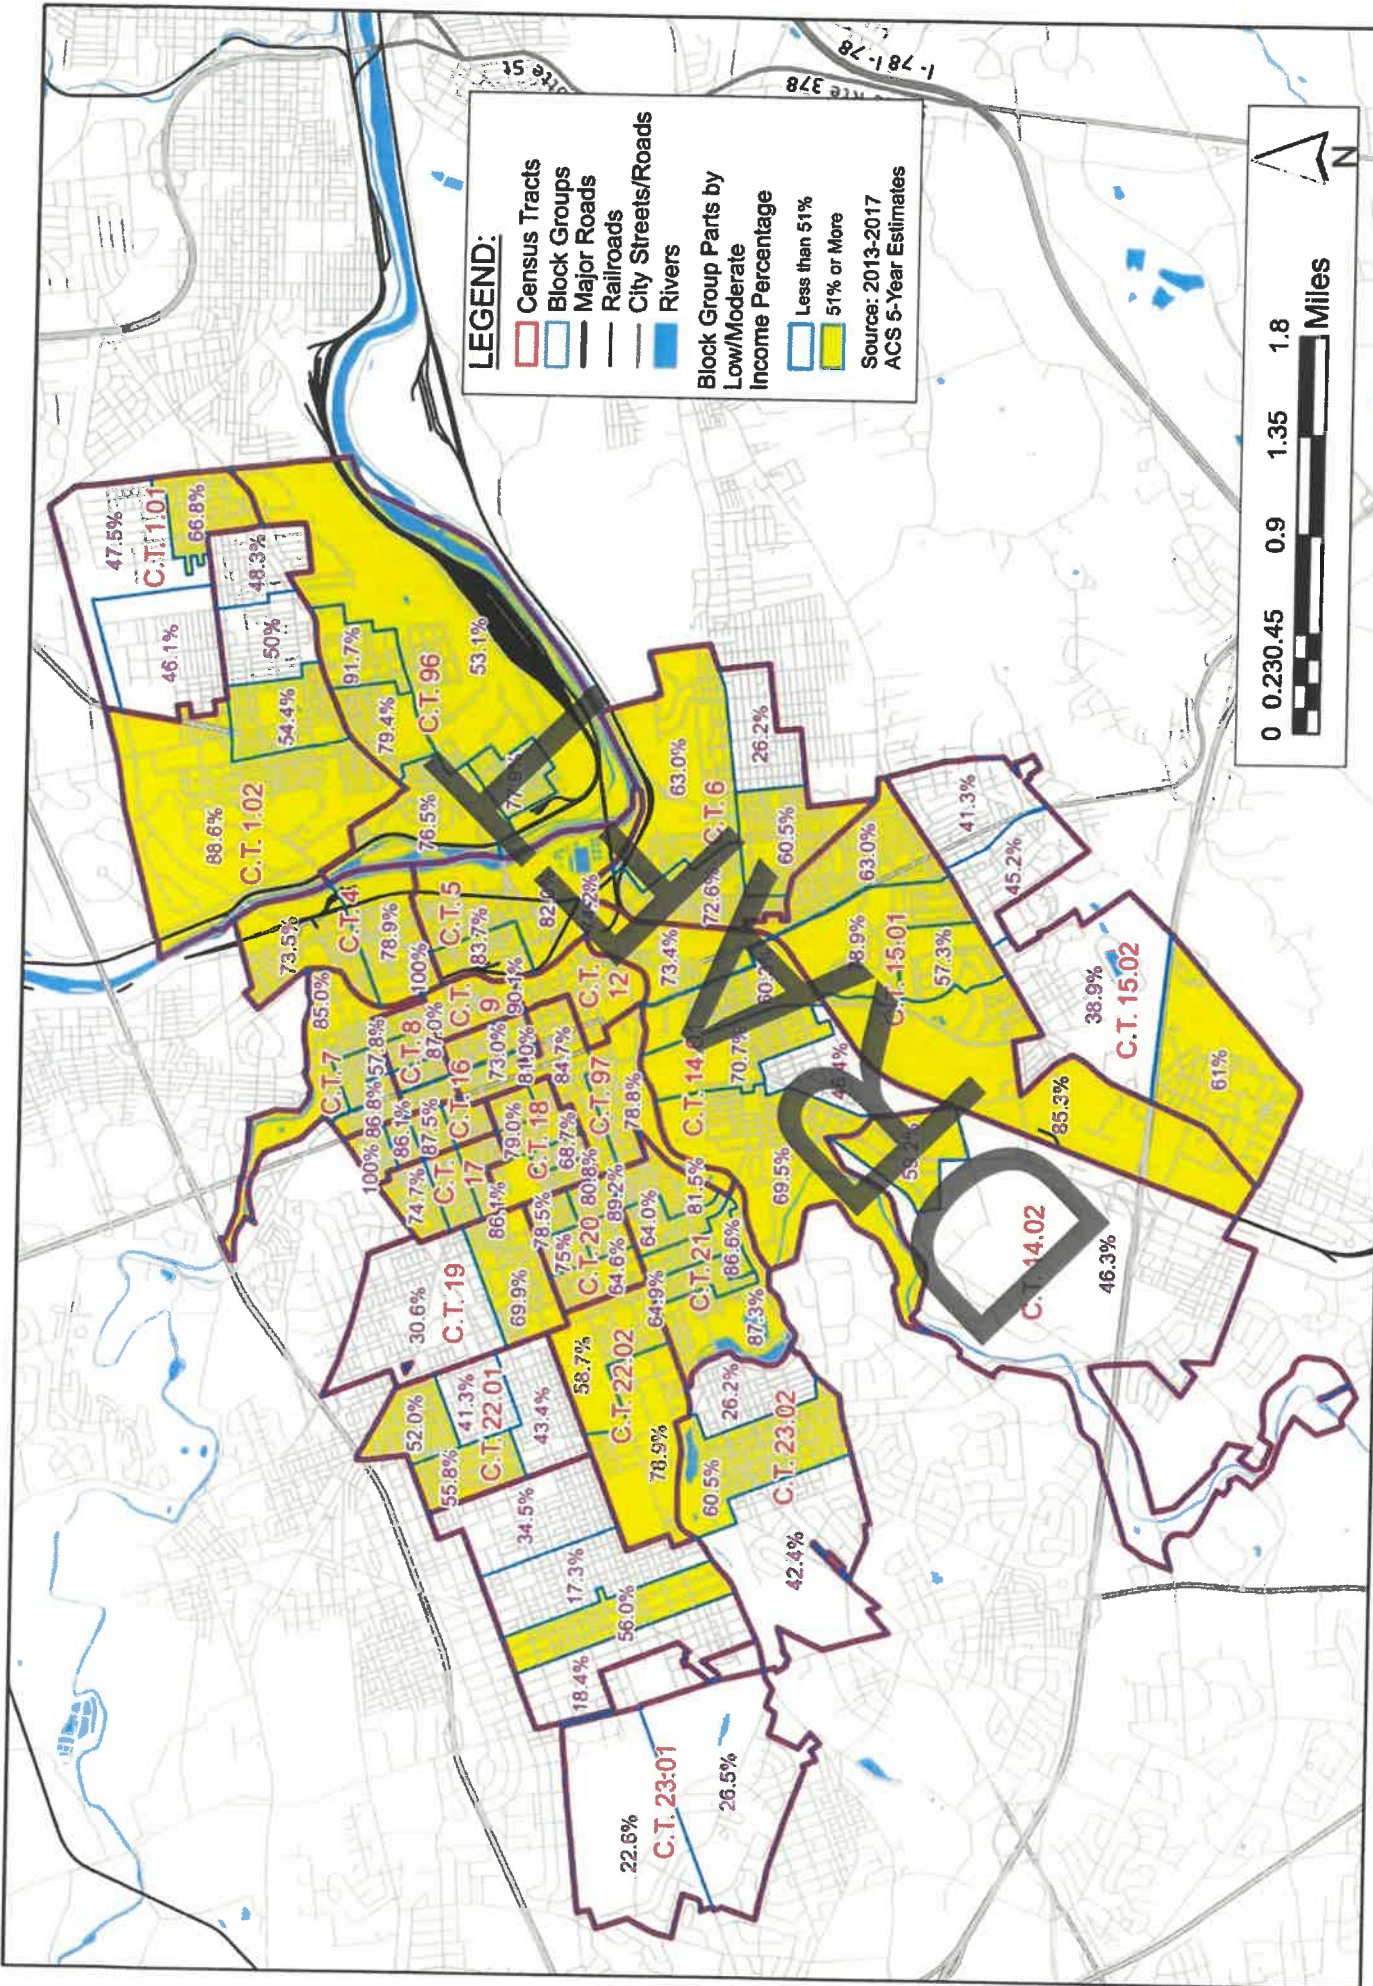 LEGEND:
Census Tracts
Block Groups
Major Roads
Railroads
City Streets/Roads
Rivers
Block Group Parts by
Low/Moderate
Income Percentage
Less than 51%
51% or More
Source: 2013-2017
ACS 5-Year Estimates
0 0.230.45 0.9 1.35 1.8
Miles
N
DRAFT
I-78 I-78
378
47.5%
C.T. 1.01
66.8%
46.1%
48.3%
50%
54.4%
91.7%
79.4%
C.T. 96
53.1%
88.6%
C.T. 1.02
76.5%
73.5%
C.T. 4
78.9%
100%
C.T. 5
83.7%
63.0%
C.T. 6
26.2%
60.5%
72.6%
73.4%
63.0%
41.3%
45.2%
C.T. 15.01
57.3%
38.9%
C.T. 15.02
61%
85.3%
85.0%
C.T. 7
57.8%
C.T. 8
87.0%
C.T.
9
90.4%
C.T.
12
86.8%
100%
86.1%
87.5%
C.T. 16
73.0%
81.0%
84.7%
C.T. 97
78.8%
74.7%
C.T.
17
79.0%
C.T. 18
68.7%
80.8%
89.2%
86.1%
78.5%
75%
C.T. 20
64.6%
64.0%
81.5%
C.T. 21
86.6%
64.9%
87.3%
70.7%
69.5%
59.2%
C.T. 14.02
46.3%
30.6%
C.T. 19
69.9%
52.0%
41.3%
C.T. 22.01
55.8%
43.4%
58.7%
C.T. 22.02
78.9%
34.5%
17.3%
56.0%
18.4%
26.2%
C.T. 23.02
60.5%
42.4%
22.6%
C.T. 23.01
26.5%